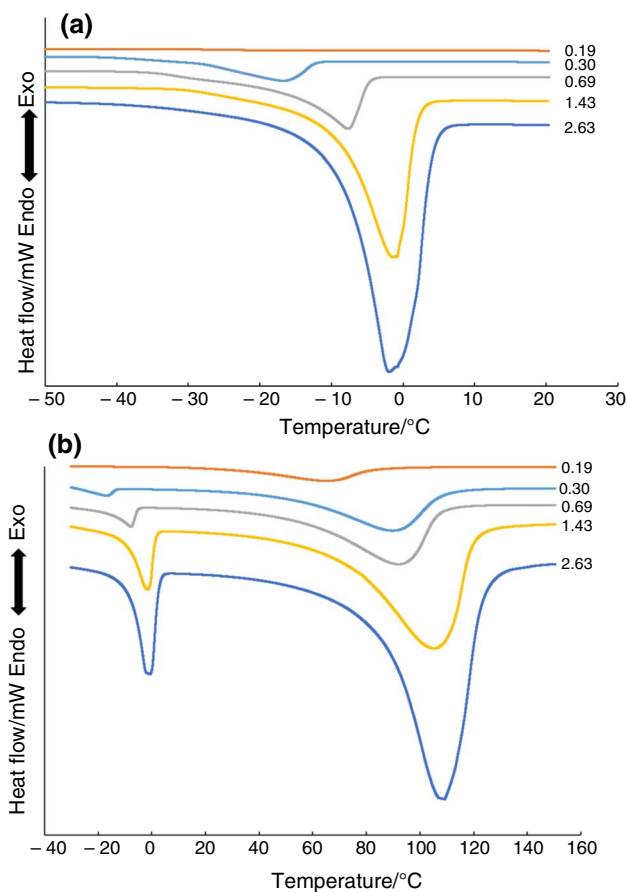 (a)
0.19
0.30
0.69
1.43
2.63
Heat flow/mW Endo Exo
– 50 – 40 – 30 – 20 – 10 0 10 20 30
Temperature/°C
(b)
0.19
0.30
0.69
1.43
2.63
Heat flow/mW Endo Exo
– 40 – 20 0 20 40 60 80 100 120 140 160
Temperature/°C